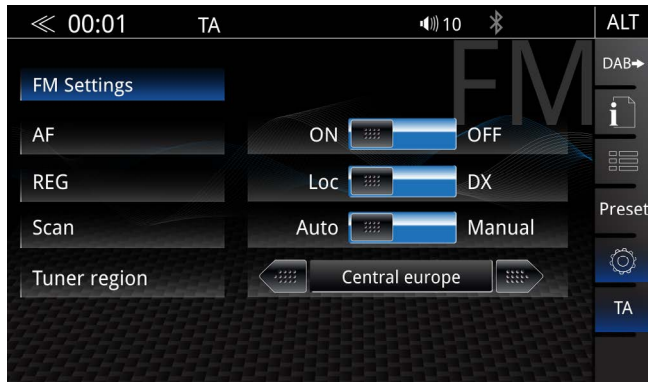 00:01 TA 10 ALT
FM
DAB
FM Settings
AF ON OFF
REG Loc DX
Scan Auto Manual
Preset
Tuner region Central europe
TA